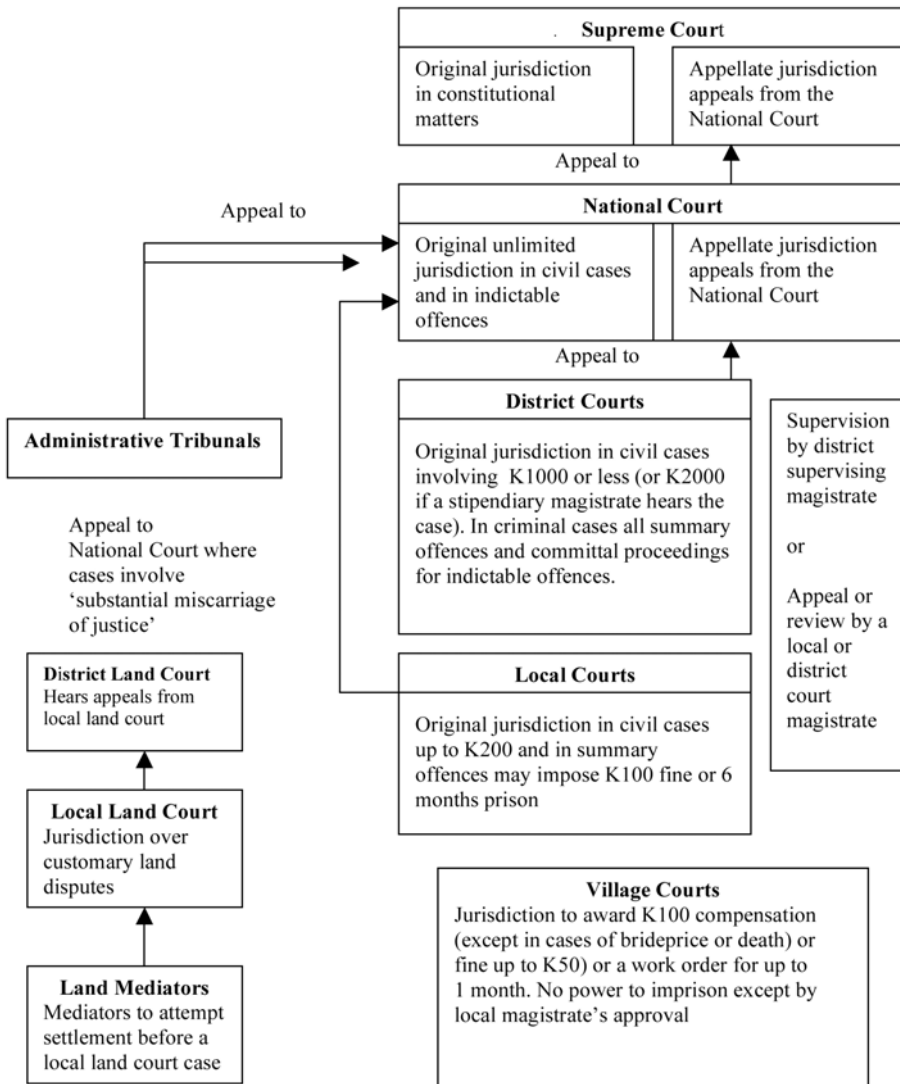 . Supreme Court
Original jurisdiction
in constitutional
matters
Appellate jurisdiction
appeals from the
National Court
Appeal to
National Court
Original unlimited
jurisdiction in civil cases
and in indictable
offences
Appellate jurisdiction
appeals from the
National Court
Appeal to
Appeal to
District Courts
Original jurisdiction in civil cases
involving K1000 or less (or K2000
if a stipendiary magistrate hears the
case). In criminal cases all summary
offences and committal proceedings
for indictable offences.
Supervision
by district
supervising
magistrate
or
Appeal or
review by a
local or
district
court
magistrate
Administrative Tribunals
Appeal to
National Court where
cases involve
‘substantial miscarriage
of justice’
District Land Court
Hears appeals from
local land court
Local Land Court
Jurisdiction over
customary land
disputes
Land Mediators
Mediators to attempt
settlement before a
local land court case
Local Courts
Original jurisdiction in civil cases
up to K200 and in summary
offences may impose K100 fine or 6
months prison
Village Courts
Jurisdiction to award K100 compensation
(except in cases of brideprice or death) or
fine up to K50) or a work order for up to
1 month. No power to imprison except by
local magistrate’s approval